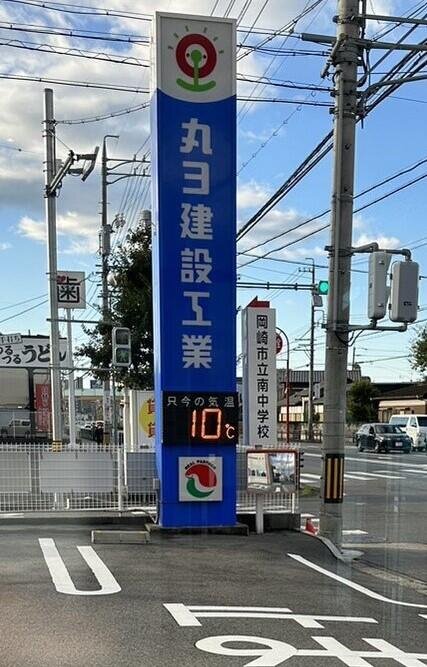 丸ヨ建設工業
只今の気温
10℃
岡崎市立南中学校
うどん